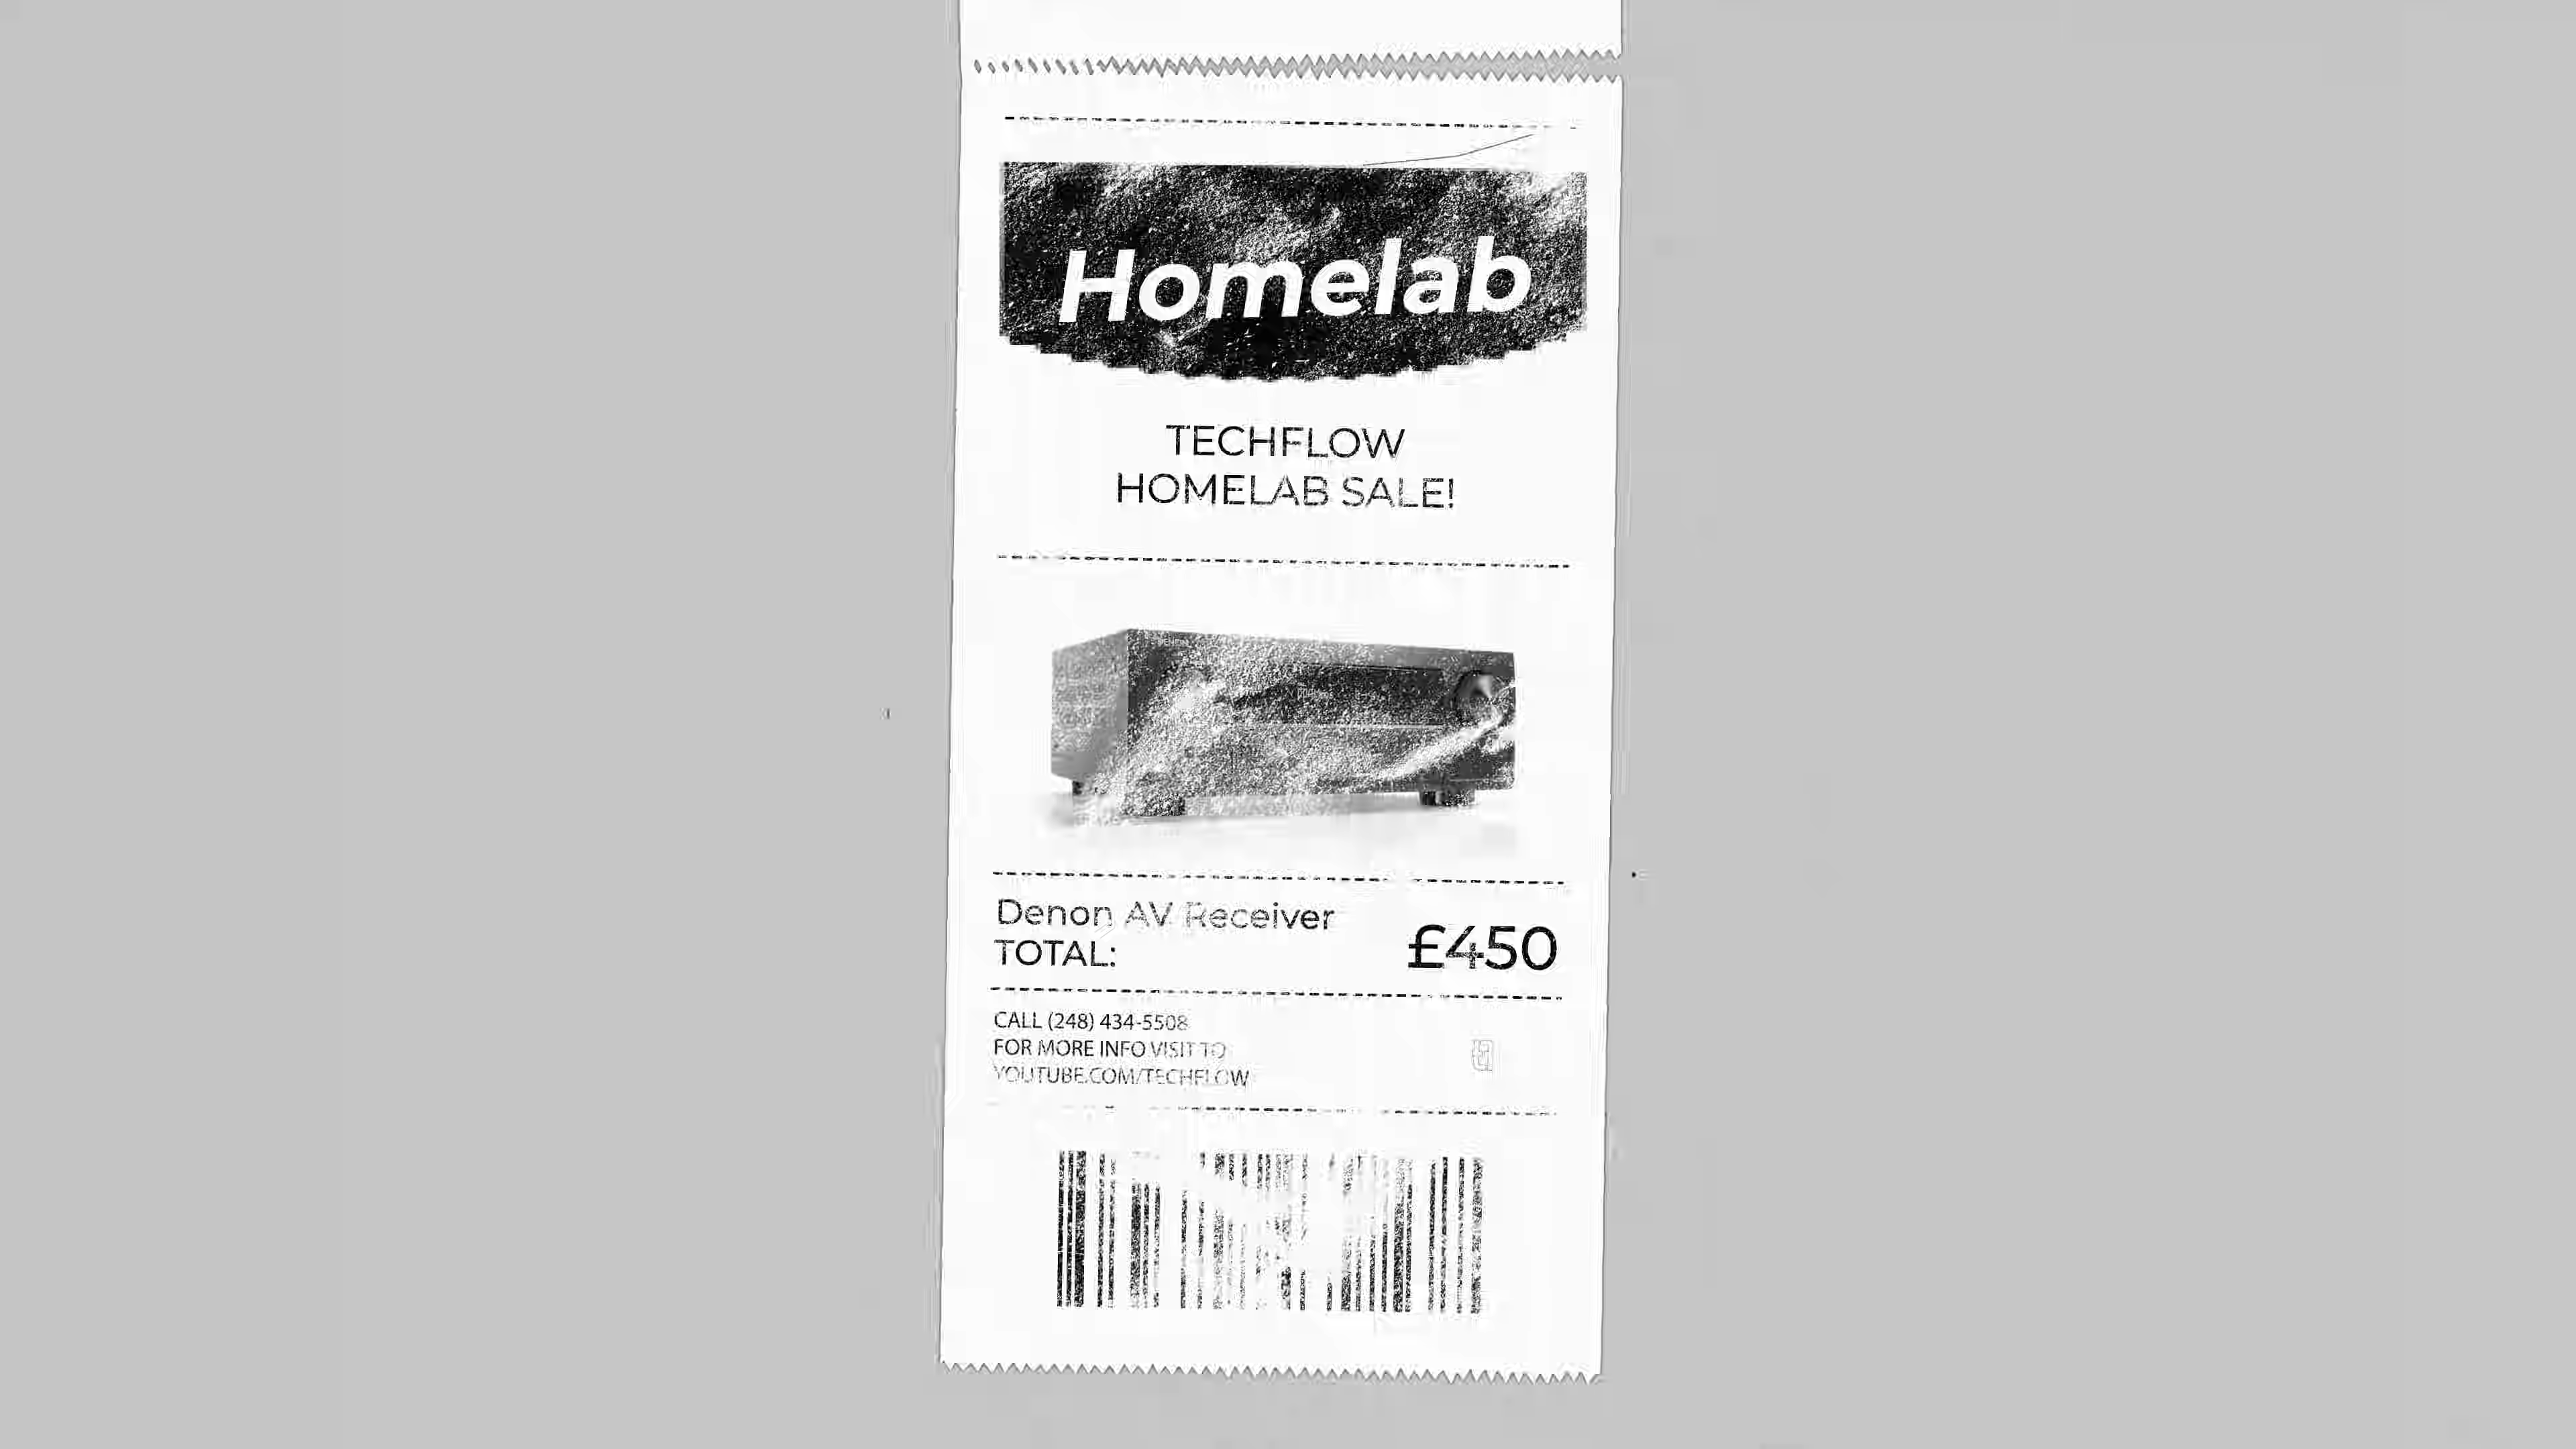 Homelab
TECHFLOW
HOMELAB SALE!
Denon AV Receiver
TOTAL:
£450
CALL (248) 434-5508
FOR MORE INFO VISIT TO
YOUTUBE.COM/TECHFLOW